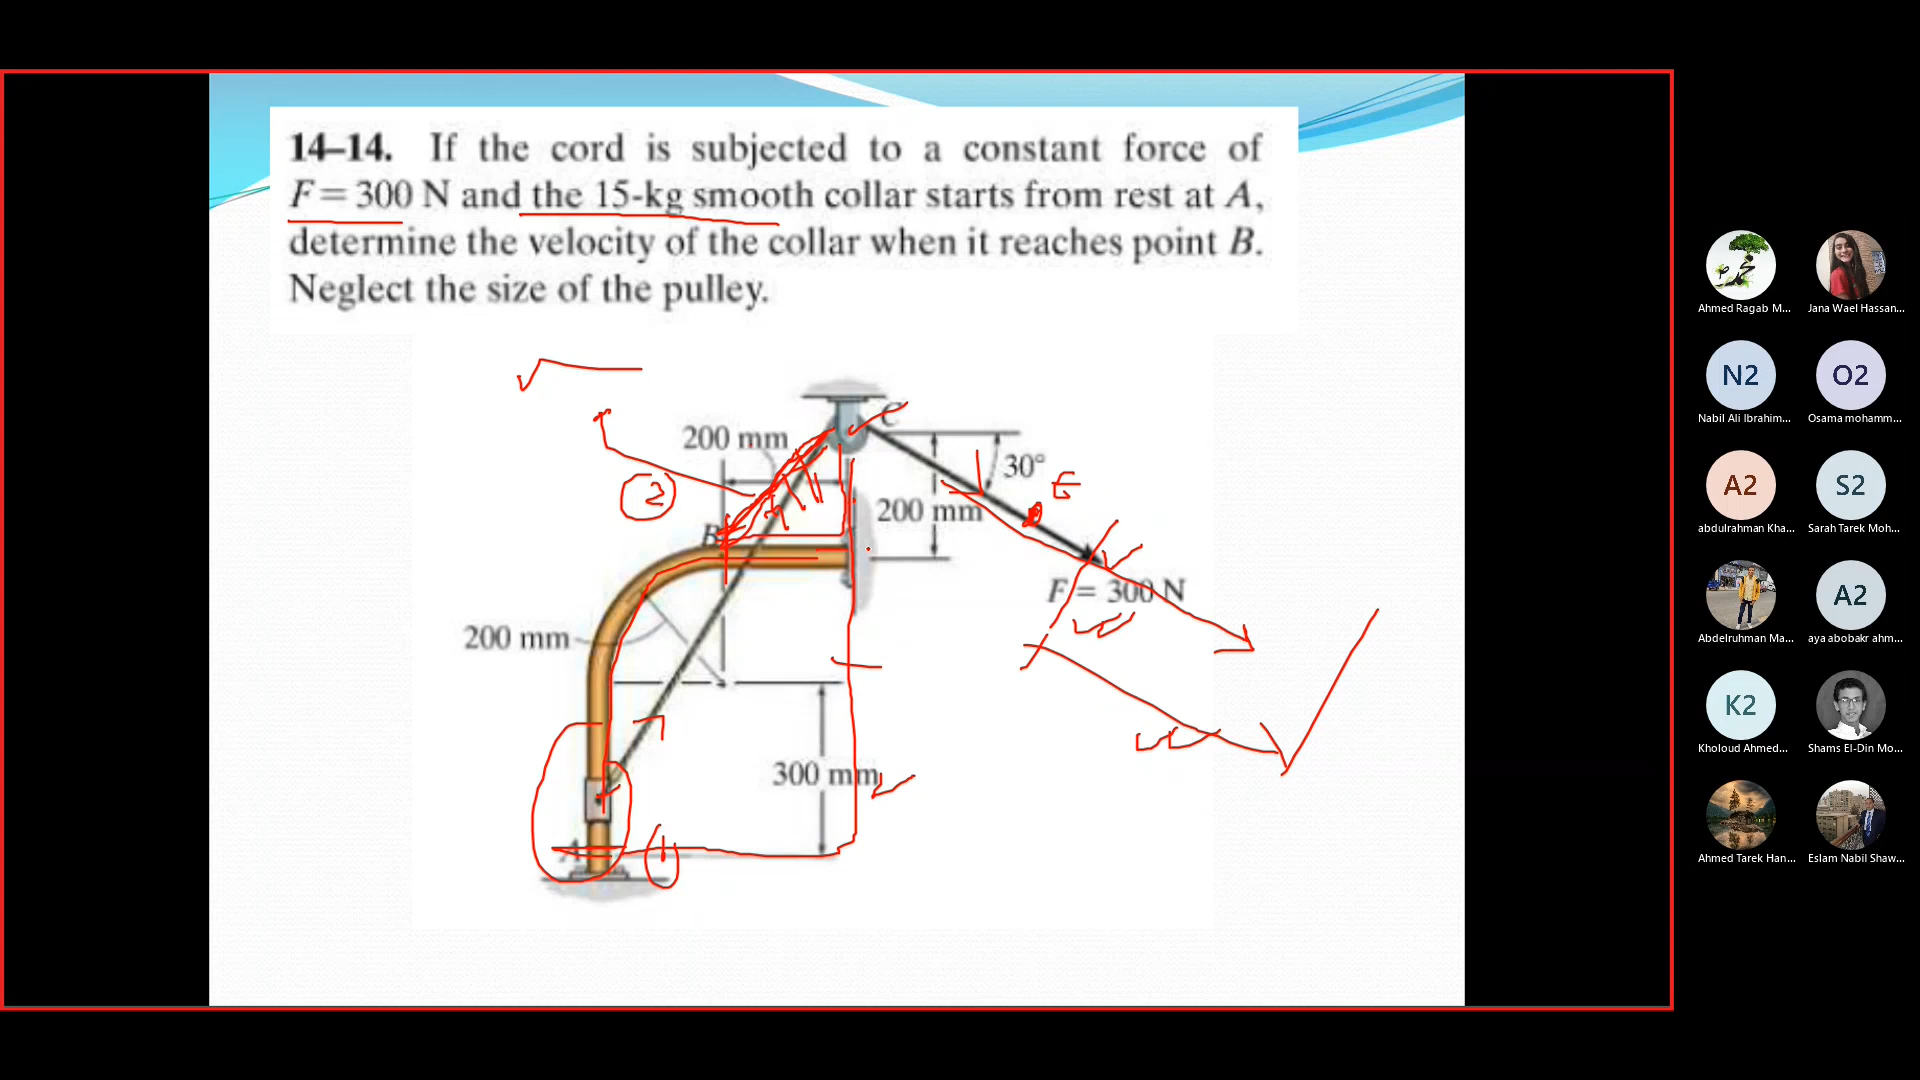 14–14. If the cord is subjected to a constant force of
F = 300 N and the 15-kg smooth collar starts from rest at A,
determine the velocity of the collar when it reaches point B.
Neglect the size of the pulley.
C
200 mm
30°
E
2
200 mm
B
F = 300 N
200 mm
300 mm
A
1
Ahmed Ragab M...
Jana Wael Hassan...
N2
Nabil Ali Ibrahim...
O2
Osama mohamm...
A2
abdulrahman Kha...
S2
Sarah Tarek Moh...
Abdelruhman Ma...
A2
aya abobakr ahm...
K2
Kholoud Ahmed...
Shams El-Din Mo...
Ahmed Tarek Han...
Eslam Nabil Shaw...